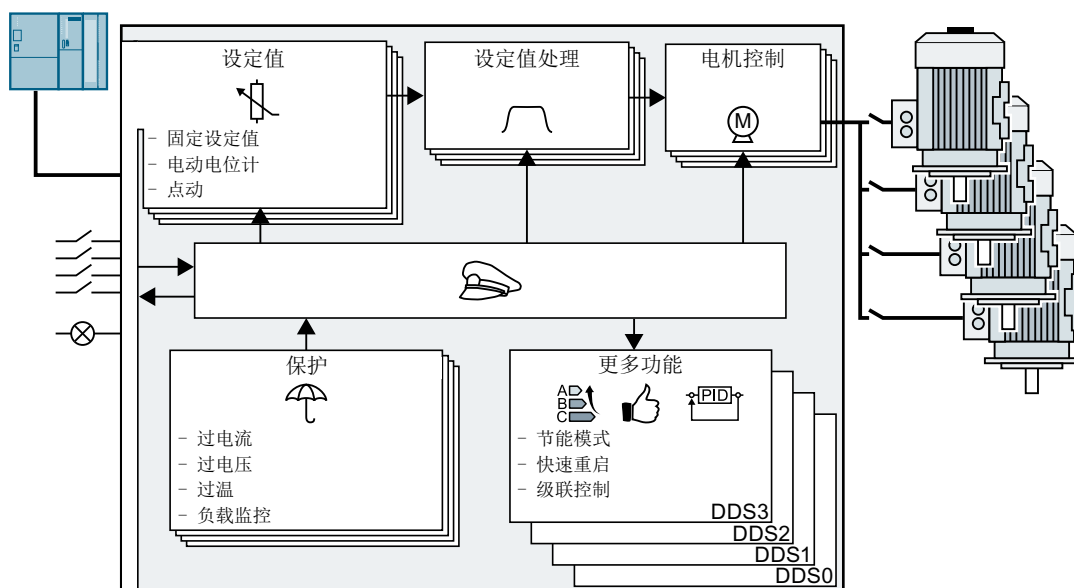 设定值
- 固定设定值
- 电动电位计
- 点动
设定值处理
电机控制
M
保护
- 过电流
- 过电压
- 过温
- 负载监控
更多功能
A
B
C
PID
- 节能模式
- 快速重启
- 级联控制
DDS3
DDS2
DDS1
DDS0